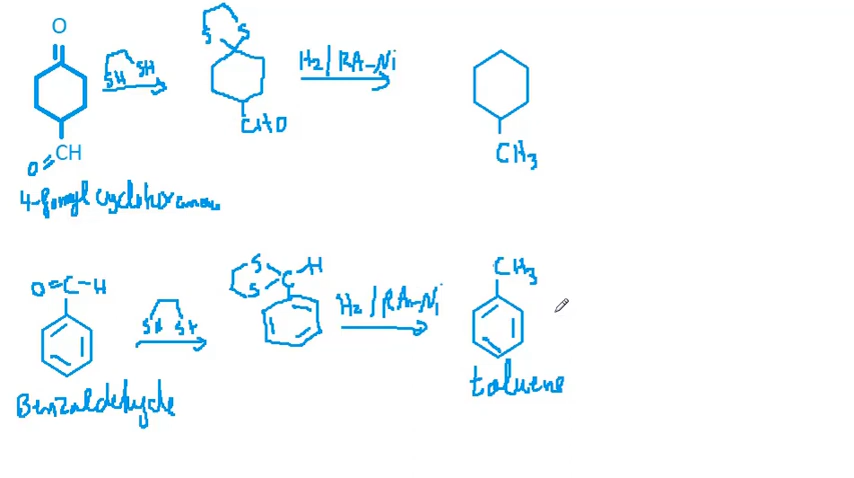 O
S S
SH SH
H2/RA-Ni
CHO
O=CH
CH3
4-formyl cyclohexanone
O=C-H
S S C-H
CH3
SH SH
H2/RA-Ni
Benzaldehyde
toluene